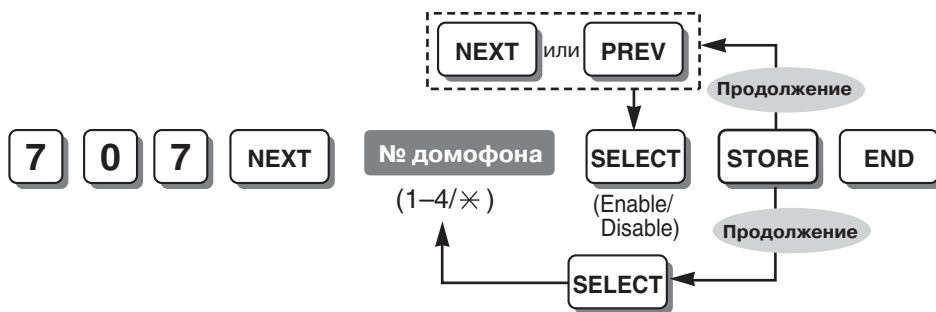 NEXT или PREV
Продолжение
7 0 7 NEXT № домофона SELECT STORE END
(1–4/✳)
(Enable/
Disable)
Продолжение
SELECT